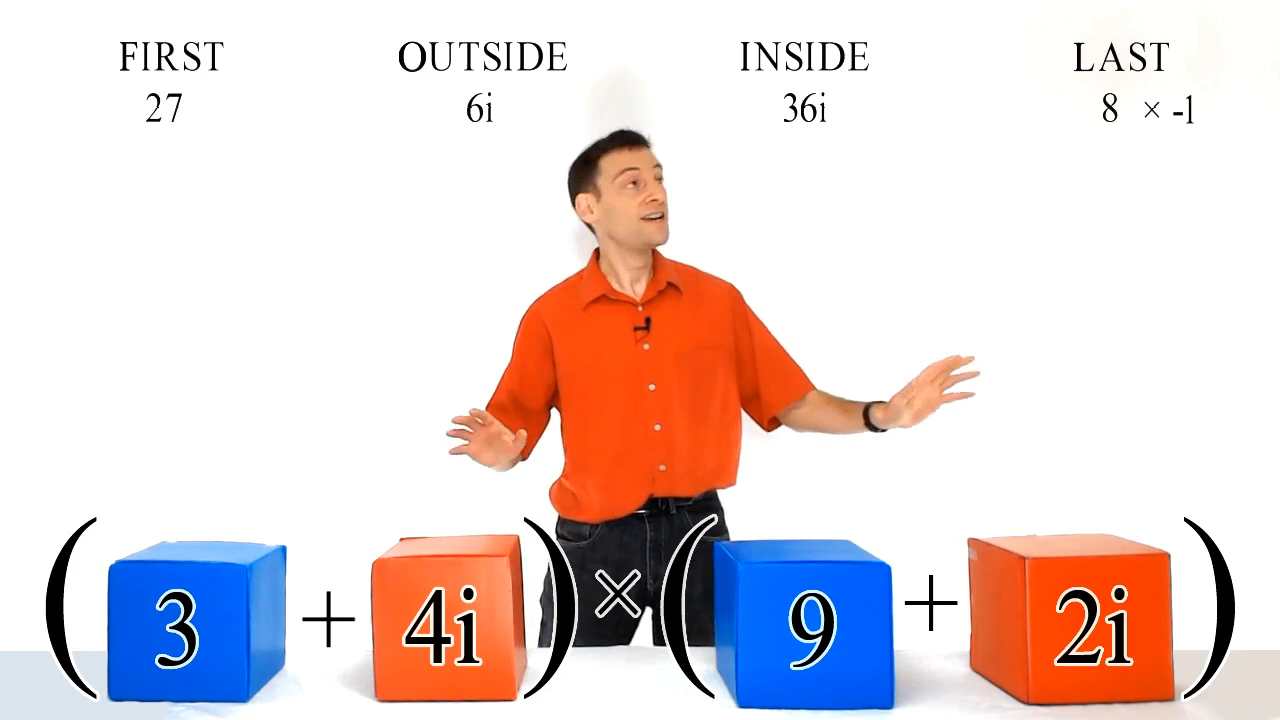 FIRST OUTSIDE INSIDE LAST
27 6i 36i 8 × -1
( 3 + 4i ) × ( 9 + 2i )